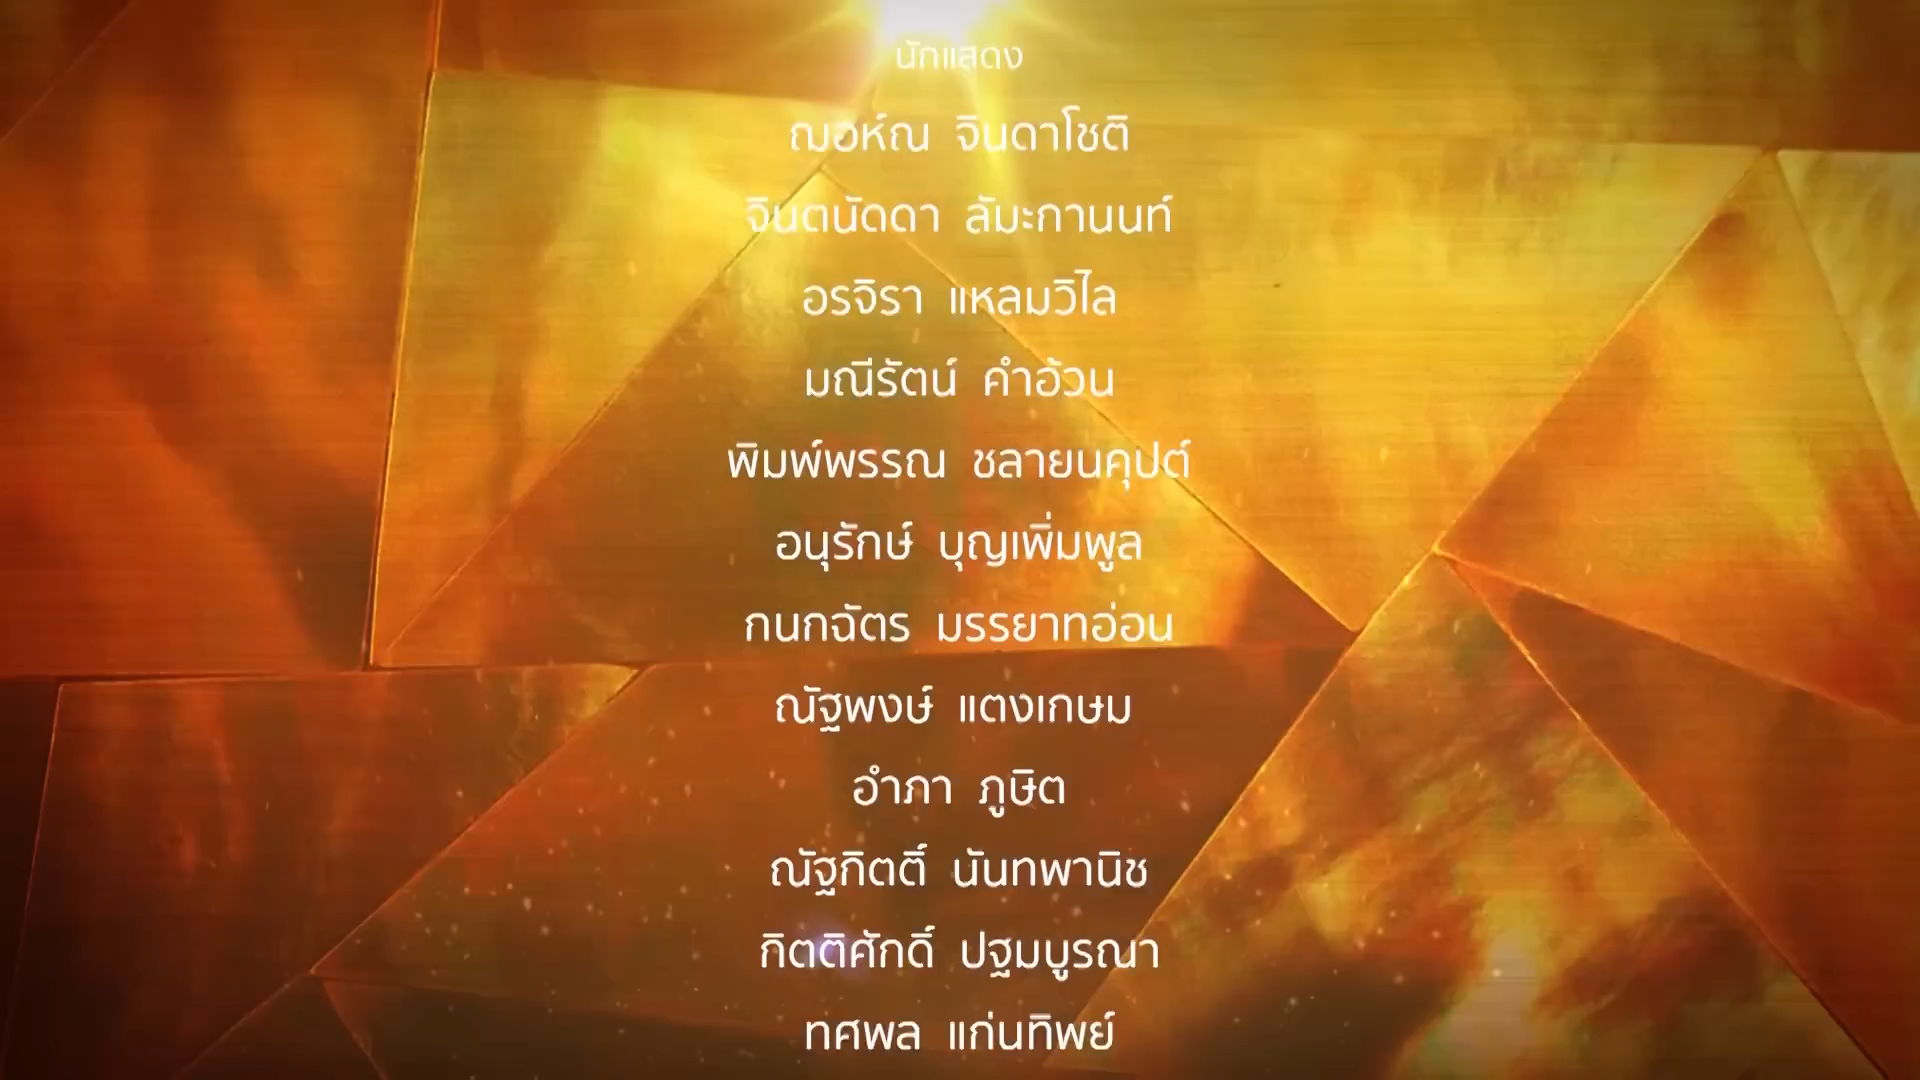 นักแสดง
ฌอห์ณ จินดาโชติ
จินตนัดดา ลัมะกานนท์
อรจิรา แหลมวิไล
มณีรัตน์ คำอ้วน
พิมพ์พรรณ ชลายนคุปต์
อนุรักษ์ บุญเพิ่มพูล
กนกฉัตร มรรยาทอ่อน
ณัฐพงษ์ แตงเกษม
อำภา ภูษิต
ณัฐกิตติ์ นันทพานิช
กิตติศักดิ์ ปฐมบูรณา
ทศพล แก่นทิพย์